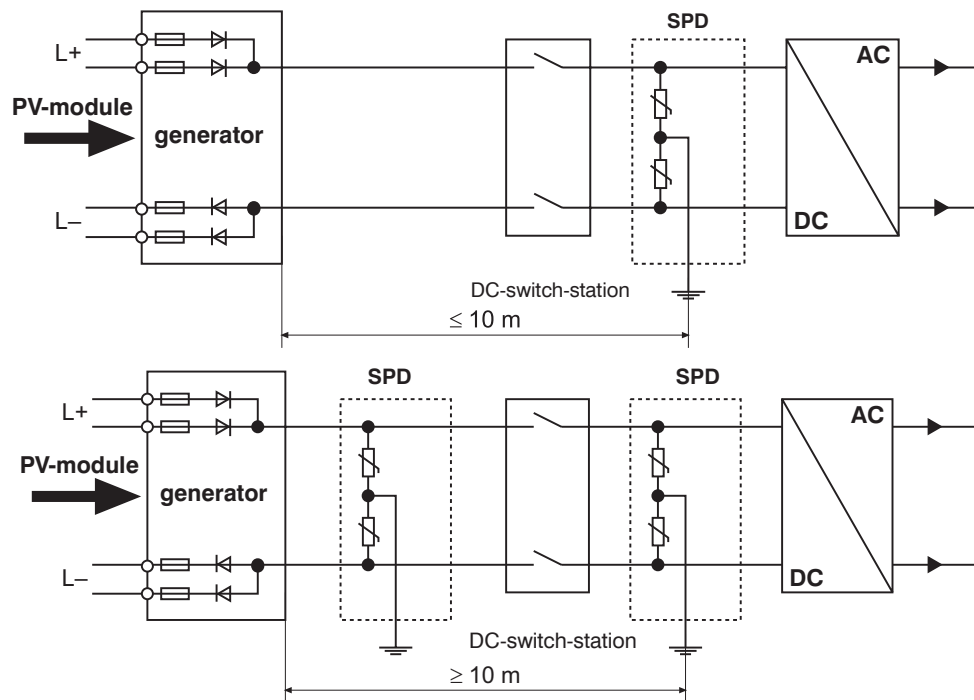 SPD
L+
AC
PV-module
generator
L–
DC
DC-switch-station
≤ 10 m
SPD
SPD
L+
AC
PV-module
generator
L–
DC
DC-switch-station
≥ 10 m